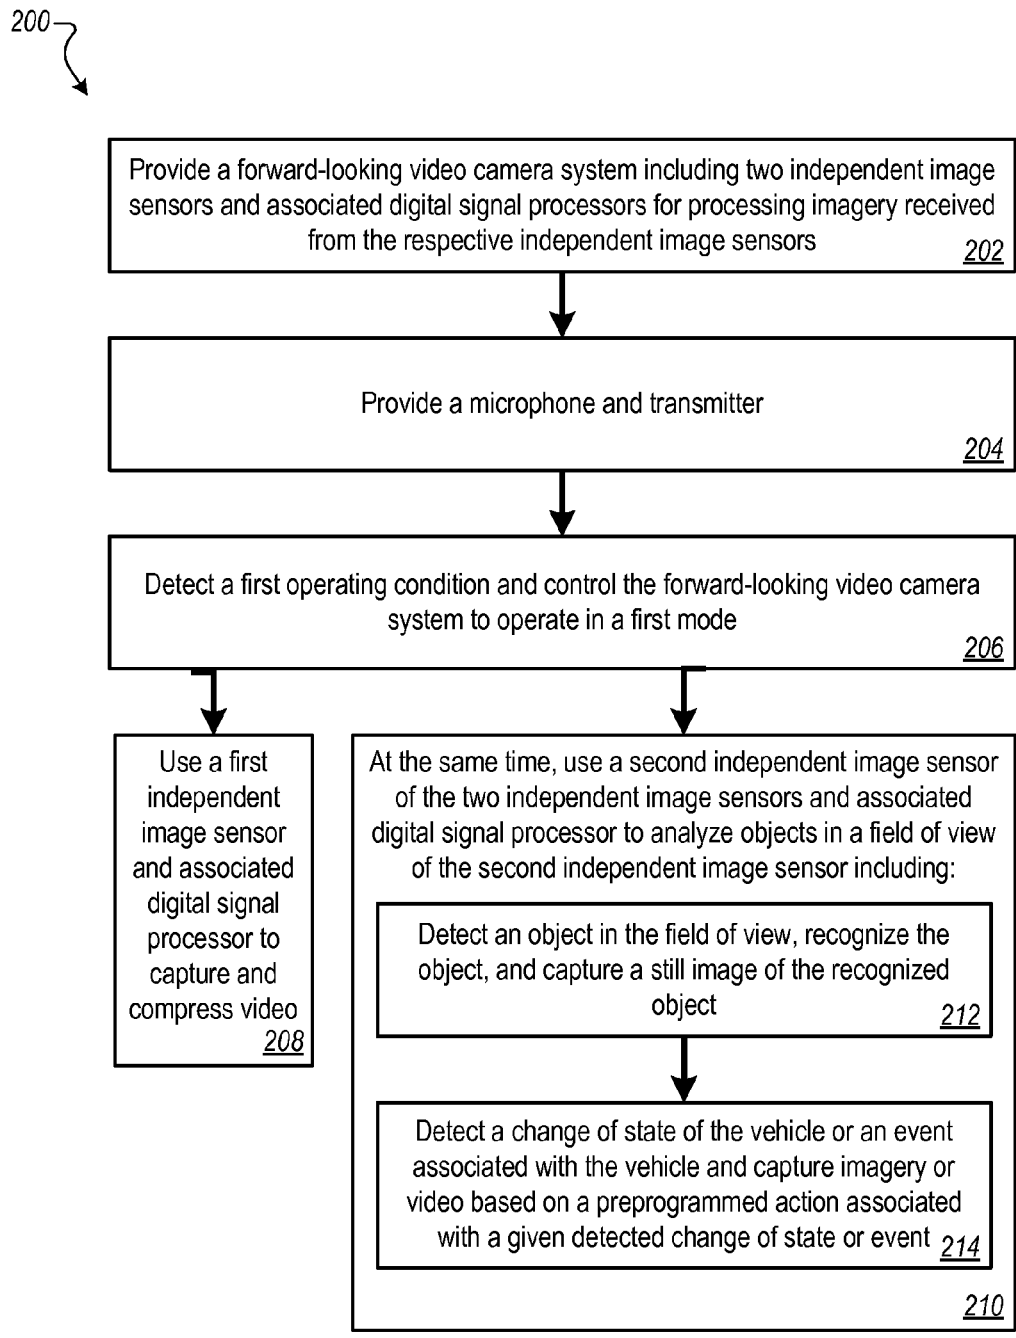 200
Provide a forward-looking video camera system including two independent image
sensors and associated digital signal processors for processing imagery received
from the respective independent image sensors
202
Provide a microphone and transmitter
204
Detect a first operating condition and control the forward-looking video camera
system to operate in a first mode
206
Use a first
independent
image sensor
and associated
digital signal
processor to
capture and
compress video
208
At the same time, use a second independent image sensor
of the two independent image sensors and associated
digital signal processor to analyze objects in a field of view
of the second independent image sensor including:
Detect an object in the field of view, recognize the
object, and capture a still image of the recognized
object
212
Detect a change of state of the vehicle or an event
associated with the vehicle and capture imagery or
video based on a preprogrammed action associated
with a given detected change of state or event
214
210